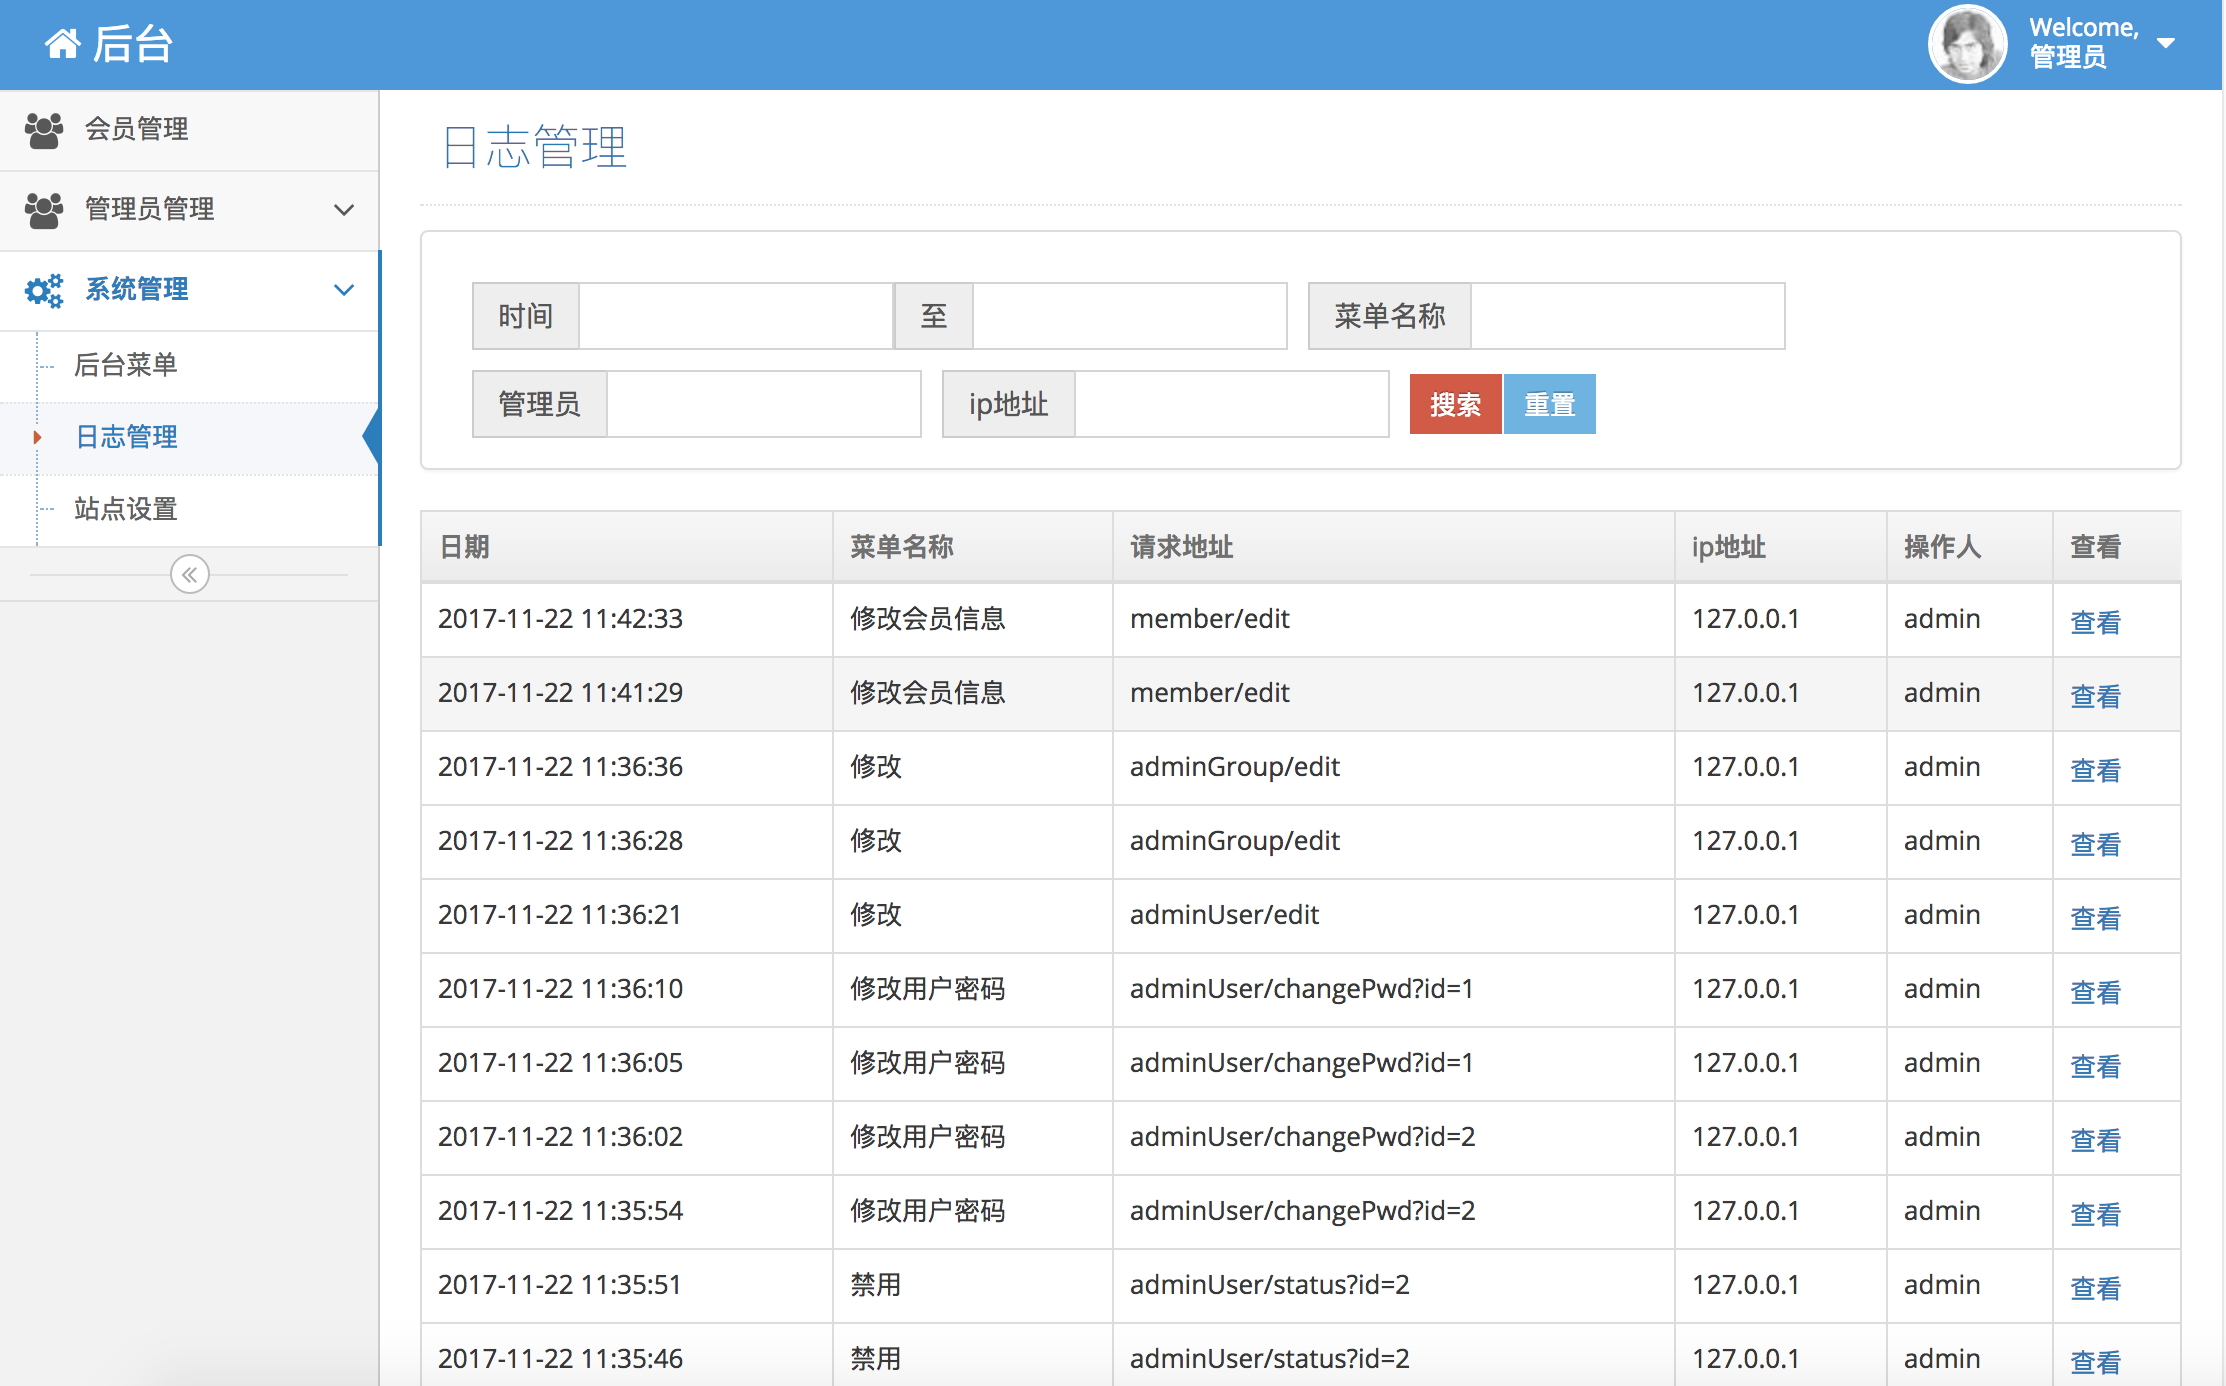 后台
Welcome,
管理员
会员管理
管理员管理
系统管理
后台菜单
日志管理
站点设置
日志管理
时间 至 菜单名称
管理员 ip地址 搜索 重置
日期 菜单名称 请求地址 ip地址 操作人 查看
2017-11-22 11:42:33 修改会员信息 member/edit 127.0.0.1 admin 查看
2017-11-22 11:41:29 修改会员信息 member/edit 127.0.0.1 admin 查看
2017-11-22 11:36:36 修改 adminGroup/edit 127.0.0.1 admin 查看
2017-11-22 11:36:28 修改 adminGroup/edit 127.0.0.1 admin 查看
2017-11-22 11:36:21 修改 adminUser/edit 127.0.0.1 admin 查看
2017-11-22 11:36:10 修改用户密码 adminUser/changePwd?id=1 127.0.0.1 admin 查看
2017-11-22 11:36:05 修改用户密码 adminUser/changePwd?id=1 127.0.0.1 admin 查看
2017-11-22 11:36:02 修改用户密码 adminUser/changePwd?id=2 127.0.0.1 admin 查看
2017-11-22 11:35:54 修改用户密码 adminUser/changePwd?id=2 127.0.0.1 admin 查看
2017-11-22 11:35:51 禁用 adminUser/status?id=2 127.0.0.1 admin 查看
2017-11-22 11:35:46 禁用 adminUser/status?id=2 127.0.0.1 admin 查看